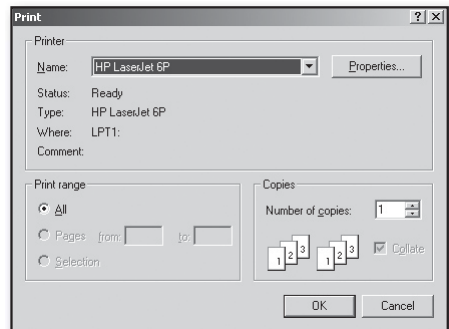 Print
Printer
Name: HP LaserJet 6P Properties...
Status: Ready
Type: HP LaserJet 6P
Where: LPT1:
Comment:
Print range
All
Pages from: to:
Selection
Copies
Number of copies: 1
1 2 3 1 2 3
Collate
OK Cancel